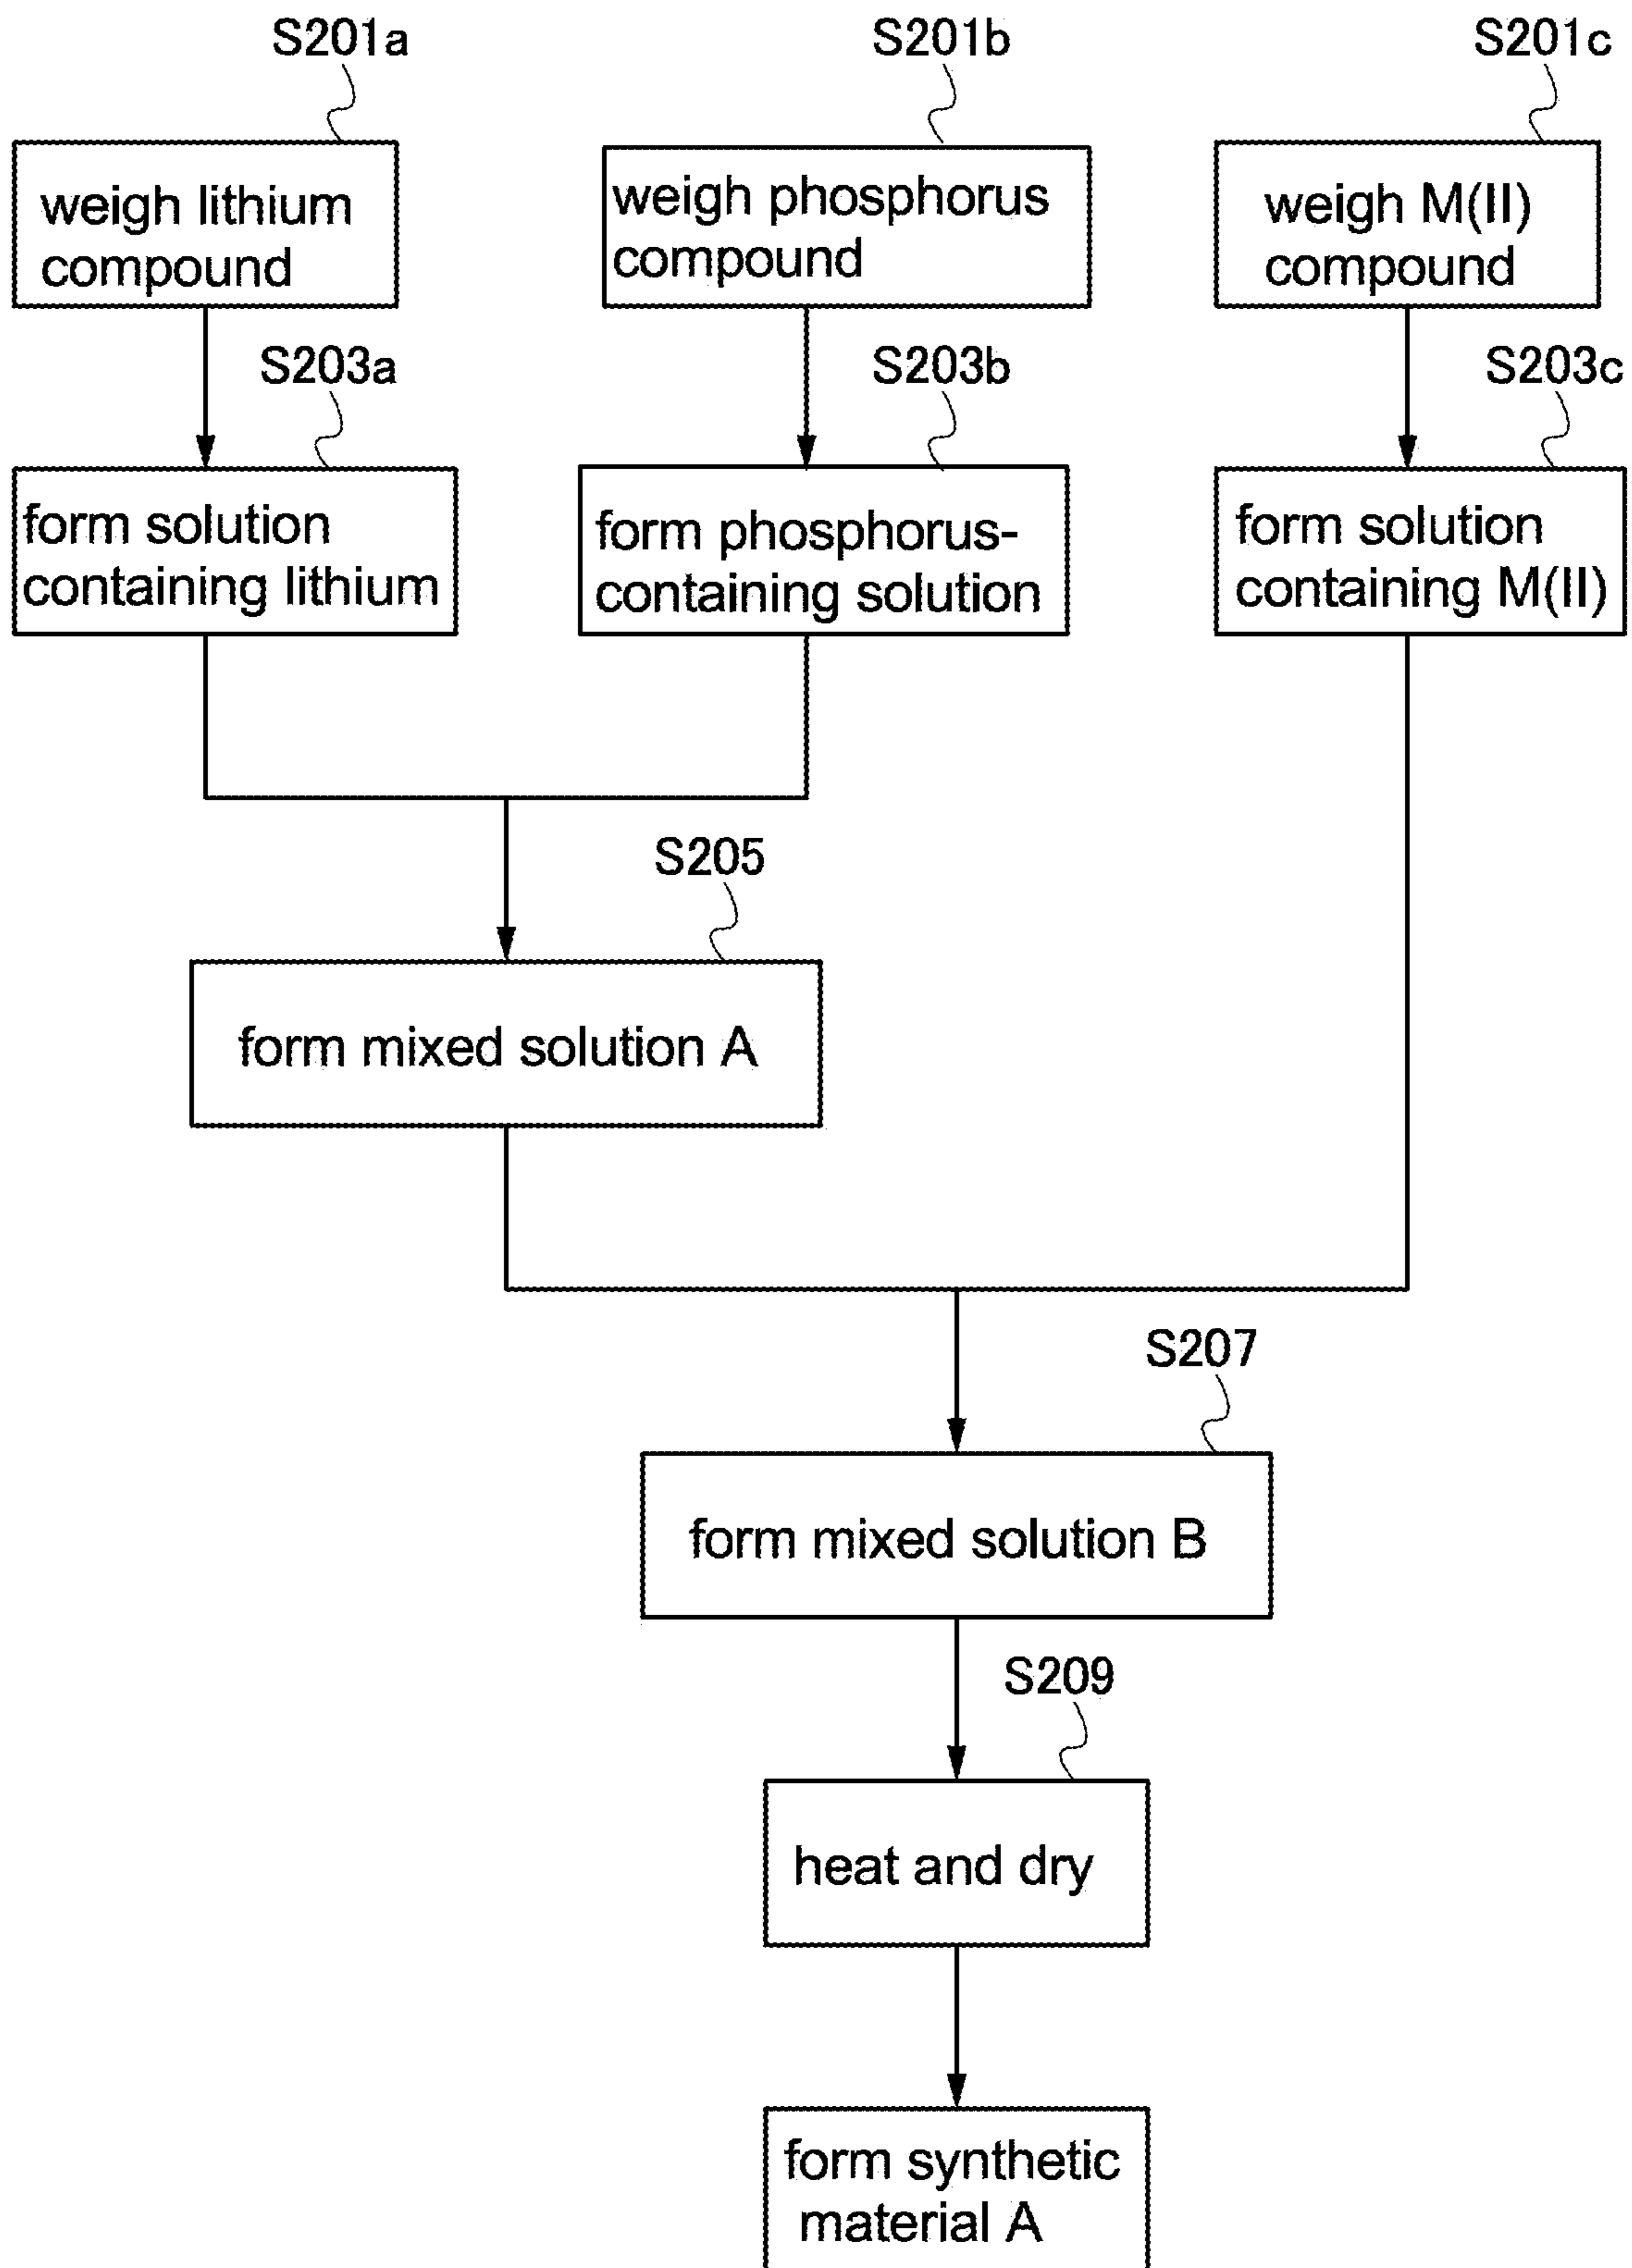 S201a
S201b
S201c
weigh lithium
compound
weigh phosphorus
compound
weigh M(II)
compound
S203a
S203b
S203c
form solution
containing lithium
form phosphorus-
containing solution
form solution
containing M(II)
S205
form mixed solution A
S207
form mixed solution B
S209
heat and dry
form synthetic
material A